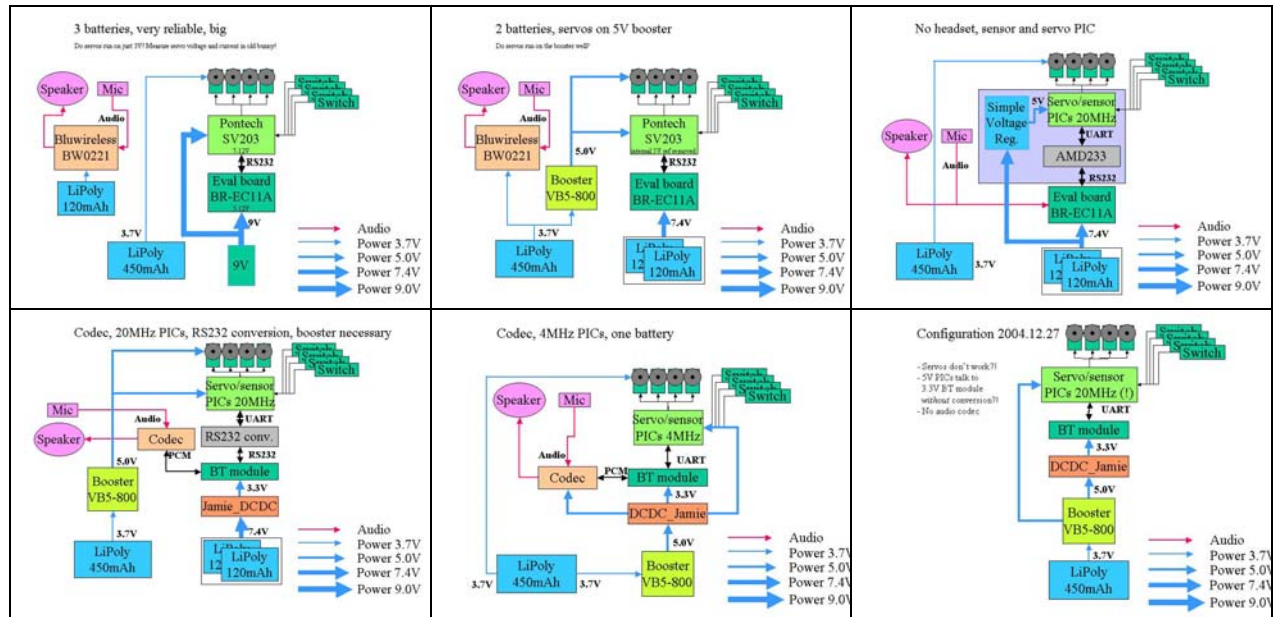 3 batteries, very reliable, big
Do servos run on just 3V? Measure servo voltage and current in old bunny!
Speaker
Mic
Switch
Audio
Pontech
SV203
5.12V
Bluwireless
BW0221
RS232
LiPoly
120mAh
Eval board
BR-EC11A
5.12V
9V
3.7V
LiPoly
450mAh
9V
Audio
Power 3.7V
Power 5.0V
Power 7.4V
Power 9.0V
2 batteries, servos on 5V booster
Do servos run on the booster well?
Speaker
Mic
Switch
Audio
Pontech
SV203
internal 5V ref removed
Bluwireless
BW0221
5.0V
RS232
Booster
VB5-800
Eval board
BR-EC11A
3.7V
7.4V
LiPoly
450mAh
LiPoly
120mAh
Audio
Power 3.7V
Power 5.0V
Power 7.4V
Power 9.0V
No headset, sensor and servo PIC
Switch
Speaker
Mic
Simple
Voltage
Reg.
5V
Servo/sensor
PICs 20MHz
UART
Audio
AMD233
RS232
Eval board
BR-EC11A
7.4V
LiPoly
450mAh
3.7V
LiPoly
120mAh
Audio
Power 3.7V
Power 5.0V
Power 7.4V
Power 9.0V
Codec, 20MHz PICs, RS232 conversion, booster necessary
Switch
Servo/sensor
PICs 20MHz
Mic
Audio
UART
Speaker
Codec
RS232 conv.
PCM
RS232
5.0V
BT module
Booster
VB5-800
3.3V
Jamie_DCDC
3.7V
7.4V
LiPoly
450mAh
LiPoly
120mAh
Audio
Power 3.7V
Power 5.0V
Power 7.4V
Power 9.0V
Codec, 4MHz PICs, one battery
Switch
Speaker
Mic
Servo/sensor
PICs 4MHz
Audio
UART
Codec
PCM
BT module
3.3V
DCDC_Jamie
5.0V
3.7V
LiPoly
450mAh
3.7V
Booster
VB5-800
Audio
Power 3.7V
Power 5.0V
Power 7.4V
Power 9.0V
Configuration 2004.12.27
Switch
- Servos don't work?!
- 5V PICs talk to
3.3V BT module
without conversion?!
- No audio codec
Servo/sensor
PICs 20MHz (!)
UART
BT module
3.3V
DCDC_Jamie
5.0V
Booster
VB5-800
3.7V
LiPoly
450mAh
Audio
Power 3.7V
Power 5.0V
Power 7.4V
Power 9.0V